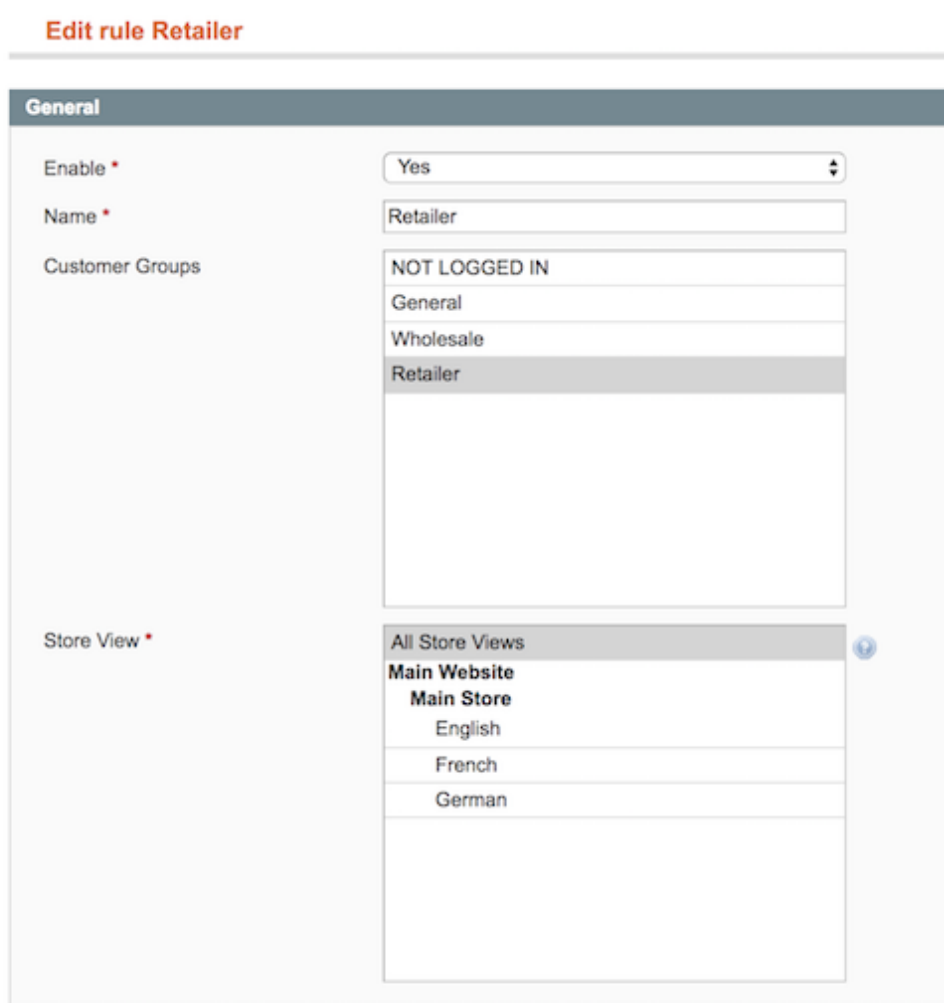 Edit rule Retailer
General
Enable *
Yes
Name *
Retailer
Customer Groups
NOT LOGGED IN
General
Wholesale
Retailer
Store View *
All Store Views
Main Website
Main Store
English
French
German